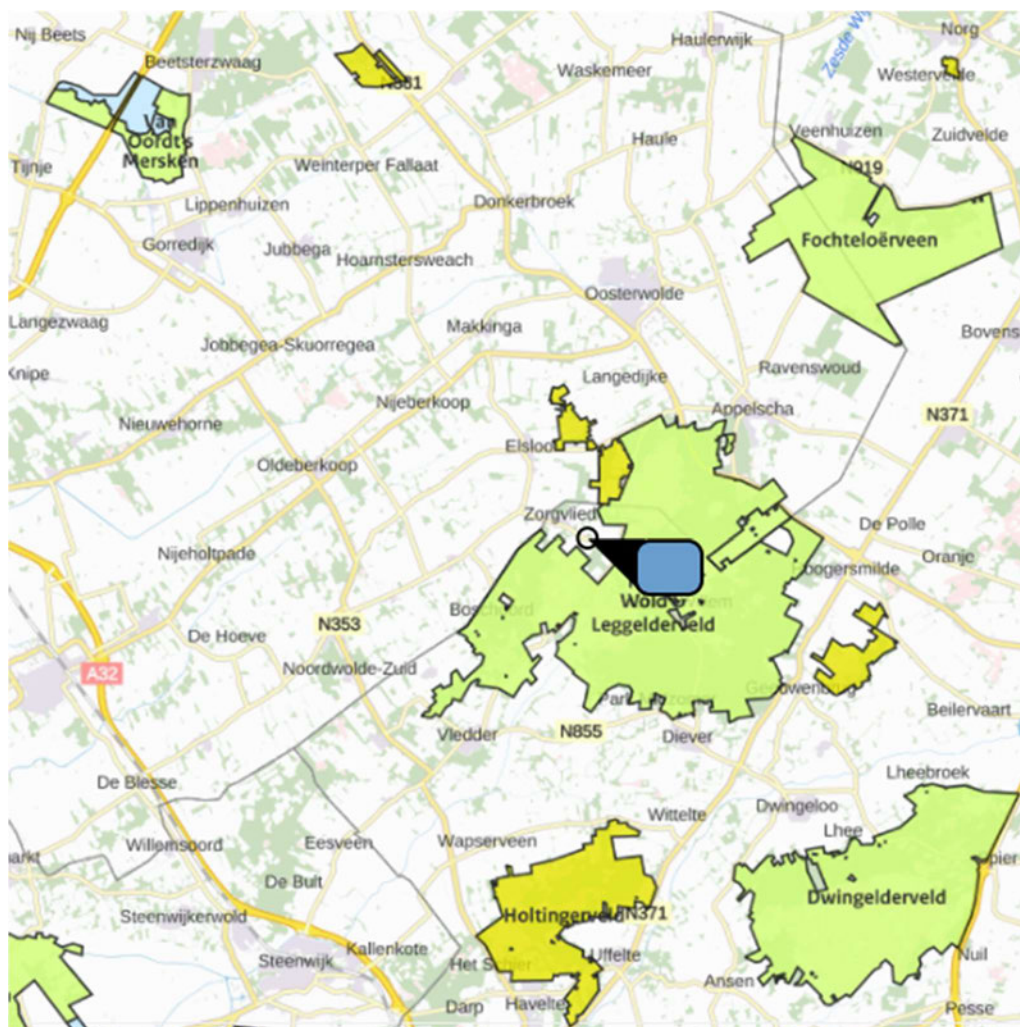 Nij Beets
Norg
Haulerwijk
Zesde
Beetsterzwaag
Waskemeer
Westervelde
Van
Oordt's
Mersken
Veenhuizen
Zuidvelde
Haule
Tijnje
Weinterper Fallaat
N919
Lippenhuizen
Donkerbroek
Gorredijk
Jubbega
Hoarnstersweach
Fochteloërveen
Oosterwolde
Langezwaag
Makkinga
Bovens
Jobbegea-Skuorregea
Knipe
Langedijke
Ravenswoud
Nijeberkoop
Appelscha
N371
Nieuwehorne
Elsloo
Oldeberkoop
Zorgvlied
De Polle
Nijeholtpade
Oranje
oogersmilde
Wold
N353
Leggelderveld
De Hoeve
Noordwolde-Zuid
A32
Beilervaart
Vledder
N855
Diever
De Blesse
Lheebroek
Dwingeloo
Wittelte
Lhee
Willemsoord
Eesveen
Wapserveen
De Bult
Dwingelderveld
Steenwijkerwold
Holtingerveld
N371
Kallenkote
Steenwijk
Uffelte
Nuil
Ansen
Darp
Havelte
Pesse